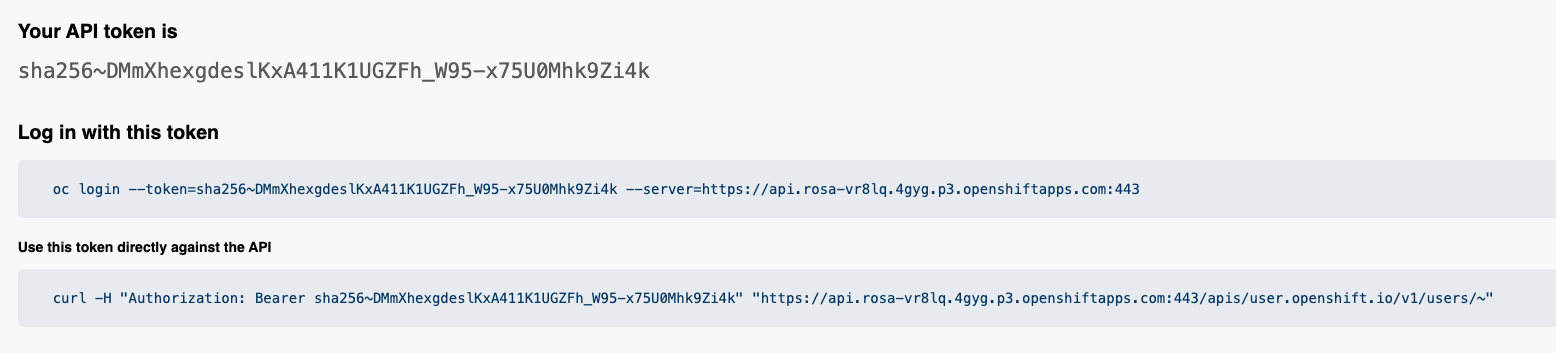 Your API token is
sha256~DMmXhexgdeslKxA411K1UGZFh_W95-x75U0Mhk9Zi4k
Log in with this token
oc login --token=sha256~DMmXhexgdeslKxA411K1UGZFh_W95-x75U0Mhk9Zi4k --server=https://api.rosa-vr8lq.4gyg.p3.openshiftapps.com:443
Use this token directly against the API
curl -H "Authorization: Bearer sha256~DMmXhexgdeslKxA411K1UGZFh_W95-x75U0Mhk9Zi4k" "https://api.rosa-vr8lq.4gyg.p3.openshiftapps.com:443/apis/user.openshift.io/v1/users/~"